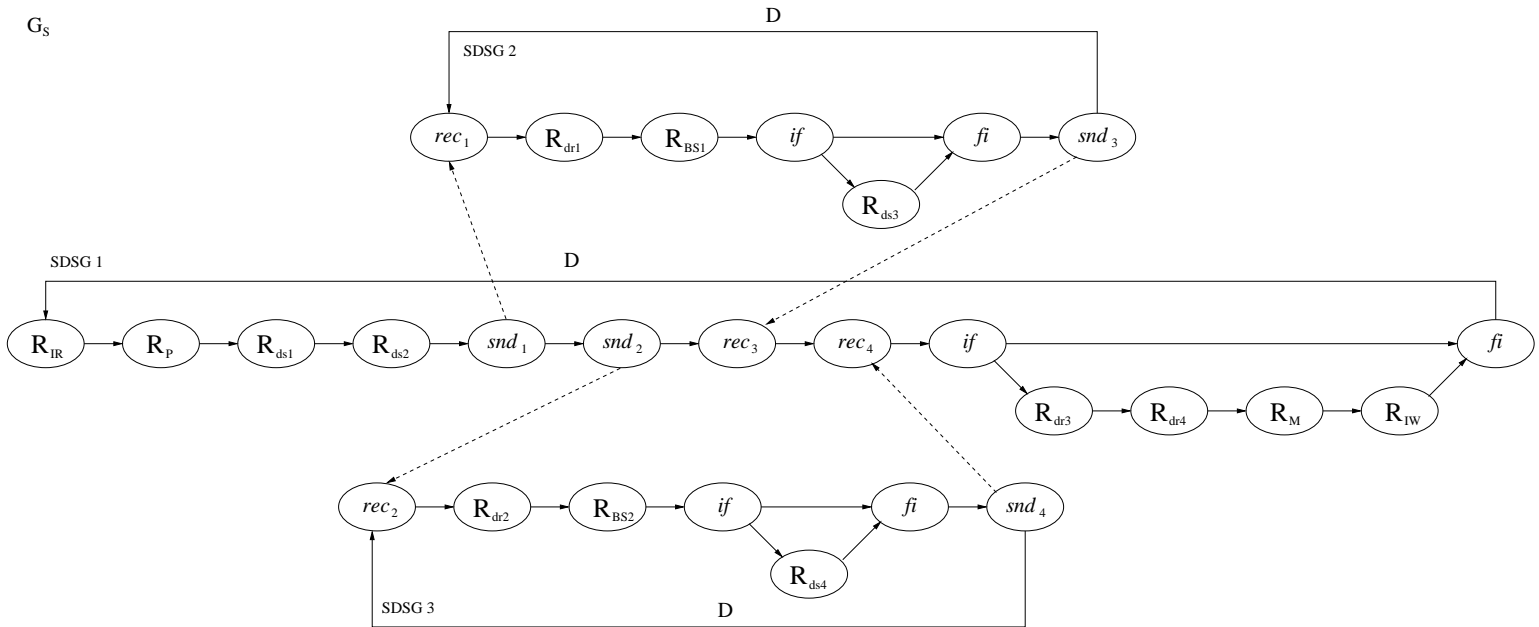 D
G_S
SDSG 2
rec_1 R_dr1 R_BS1 if fi snd_3
R_ds3
SDSG 1 D
R_IR R_P R_ds1 R_ds2 snd_1 snd_2 rec_3 rec_4 if fi
R_dr3 R_dr4 R_M R_IW
rec_2 R_dr2 R_BS2 if fi snd_4
R_ds4
SDSG 3 D